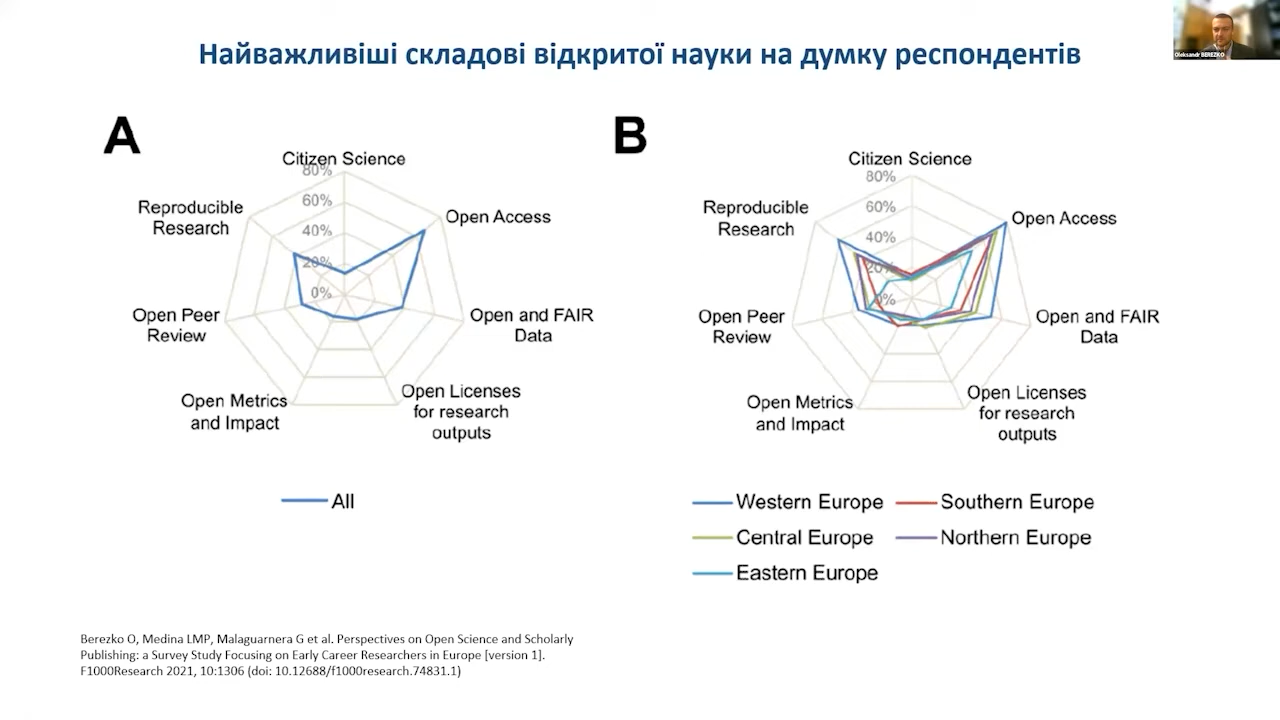 Найважливіші складові відкритої науки на думку респондентів
Oleksandr BEREZKO
A
Citizen Science
80%
60%
40%
20%
0%
Open Access
Open and FAIR
Data
Open Licenses
for research
outputs
Open Metrics
and Impact
Open Peer
Review
Reproducible
Research
All
B
Citizen Science
80%
60%
40%
20%
0%
Open Access
Open and FAIR
Data
Open Licenses
for research
outputs
Open Metrics
and Impact
Open Peer
Review
Reproducible
Research
Western Europe
Southern Europe
Central Europe
Northern Europe
Eastern Europe
Berezko O, Medina LMP, Malaguarnera G et al. Perspectives on Open Science and Scholarly
Publishing: a Survey Study Focusing on Early Career Researchers in Europe [version 1].
F1000Research 2021, 10:1306 (doi: 10.12688/f1000research.74831.1)